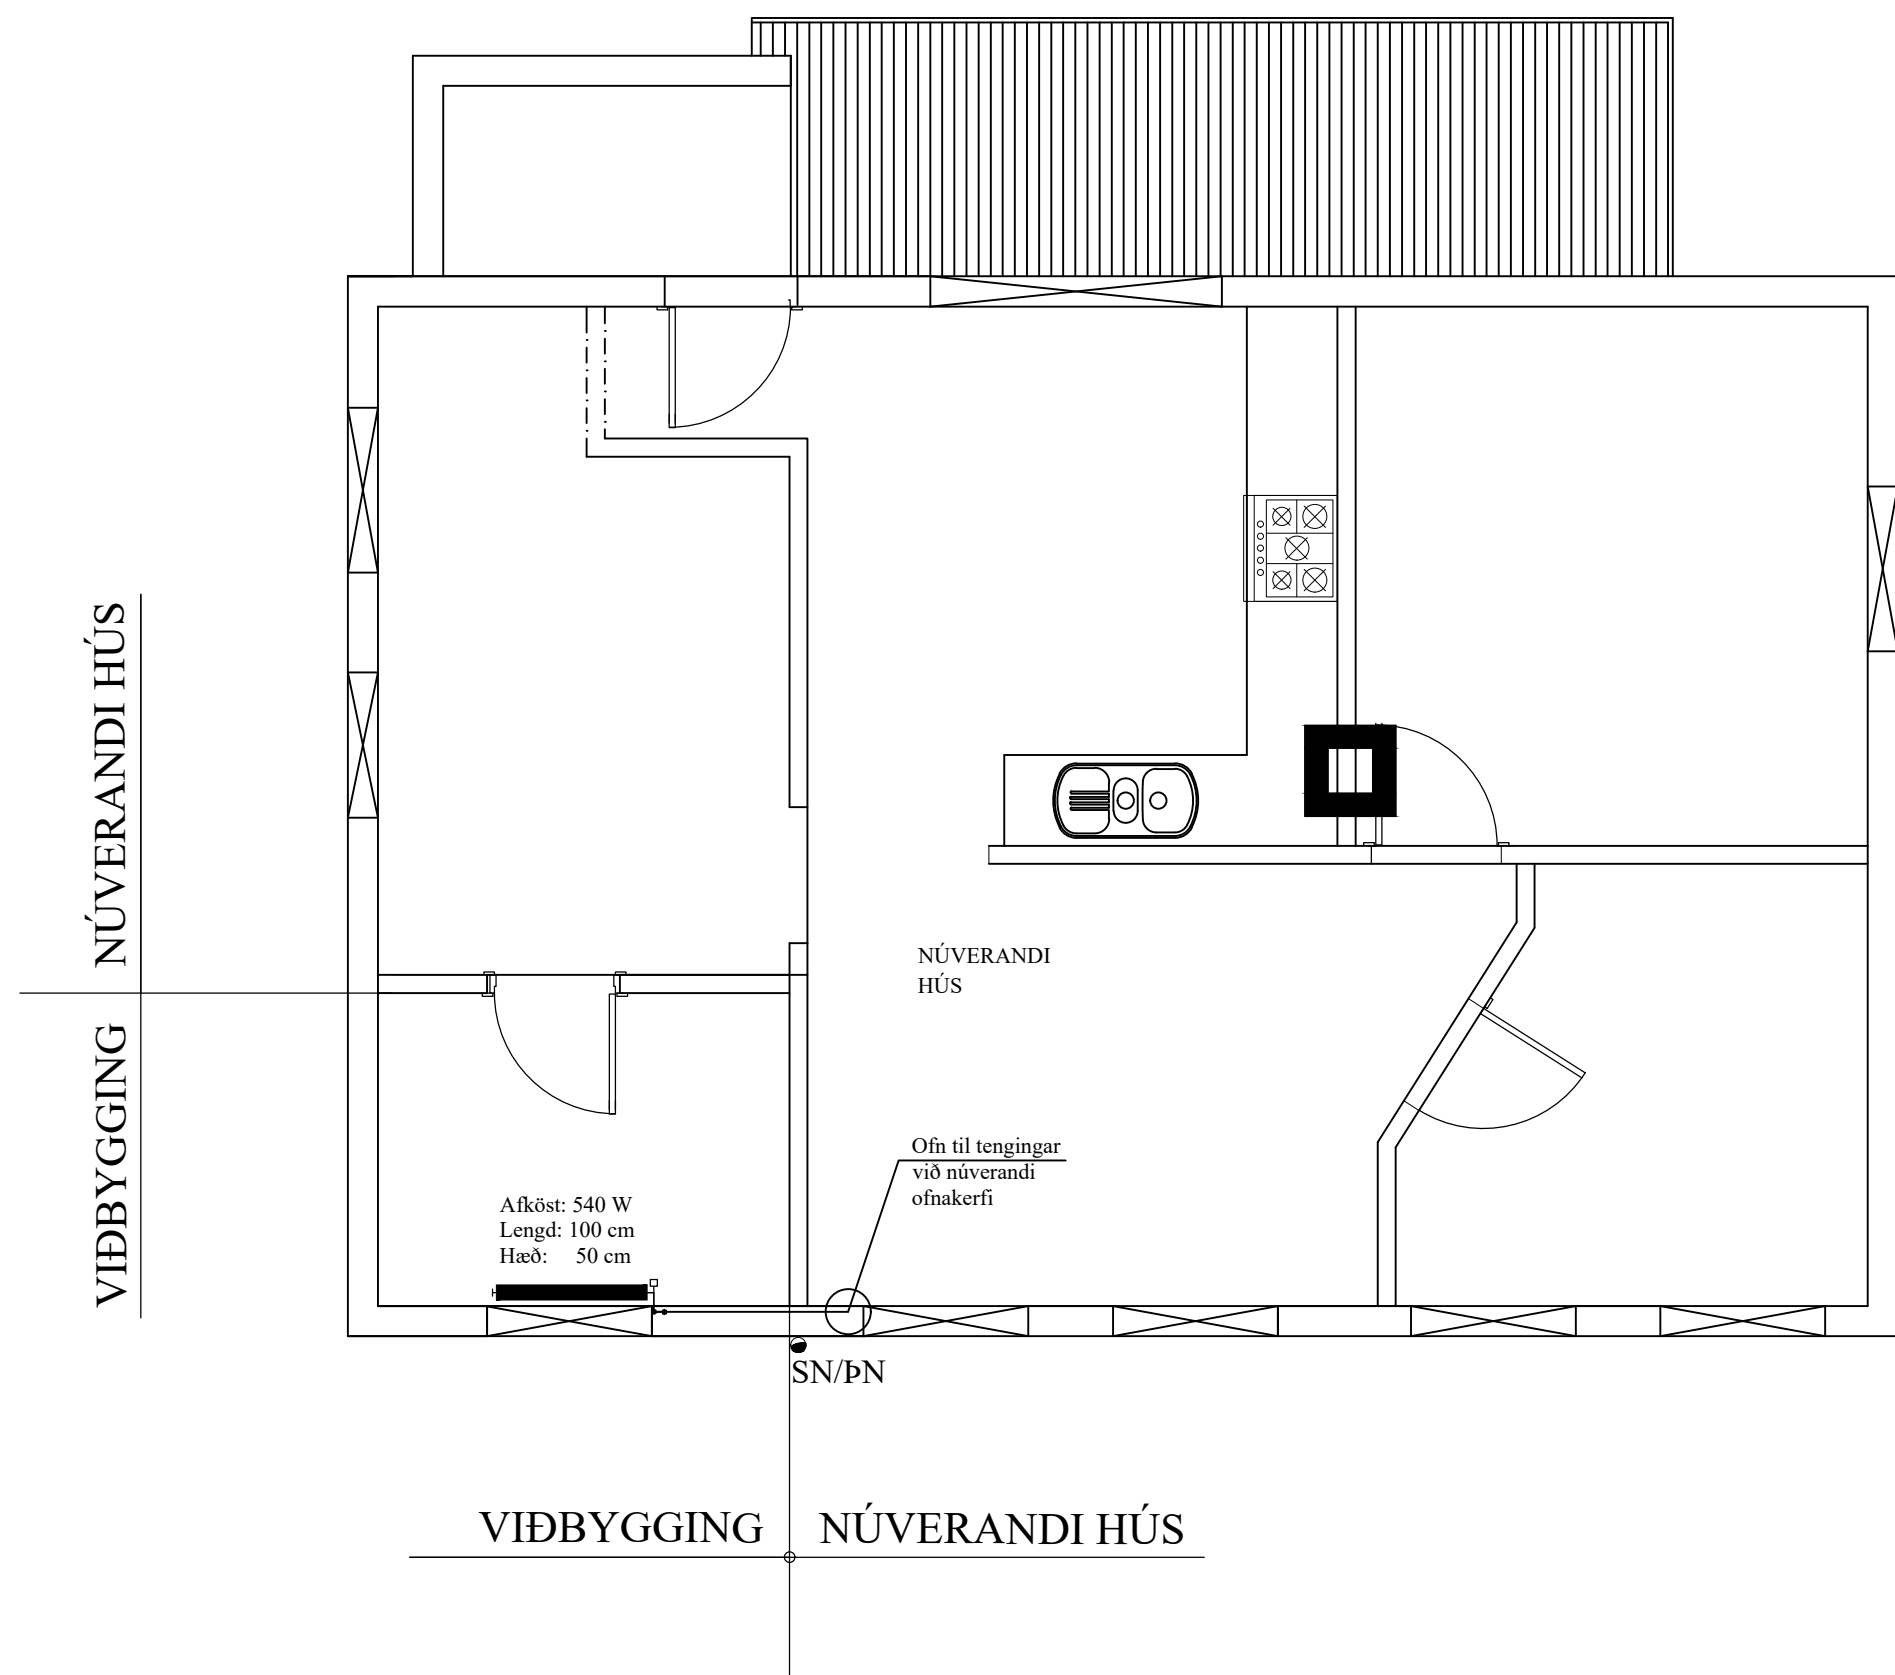 NÚVERANDI HÚS
VIÐBYGGING
NÚVERANDI
HÚS
Ofn til tengingar
við núverandi
ofnakerfi
Afköst: 540 W
Lengd: 100 cm
Hæð: 50 cm
SN/ÞN
VIÐBYGGING
NÚVERANDI HÚS